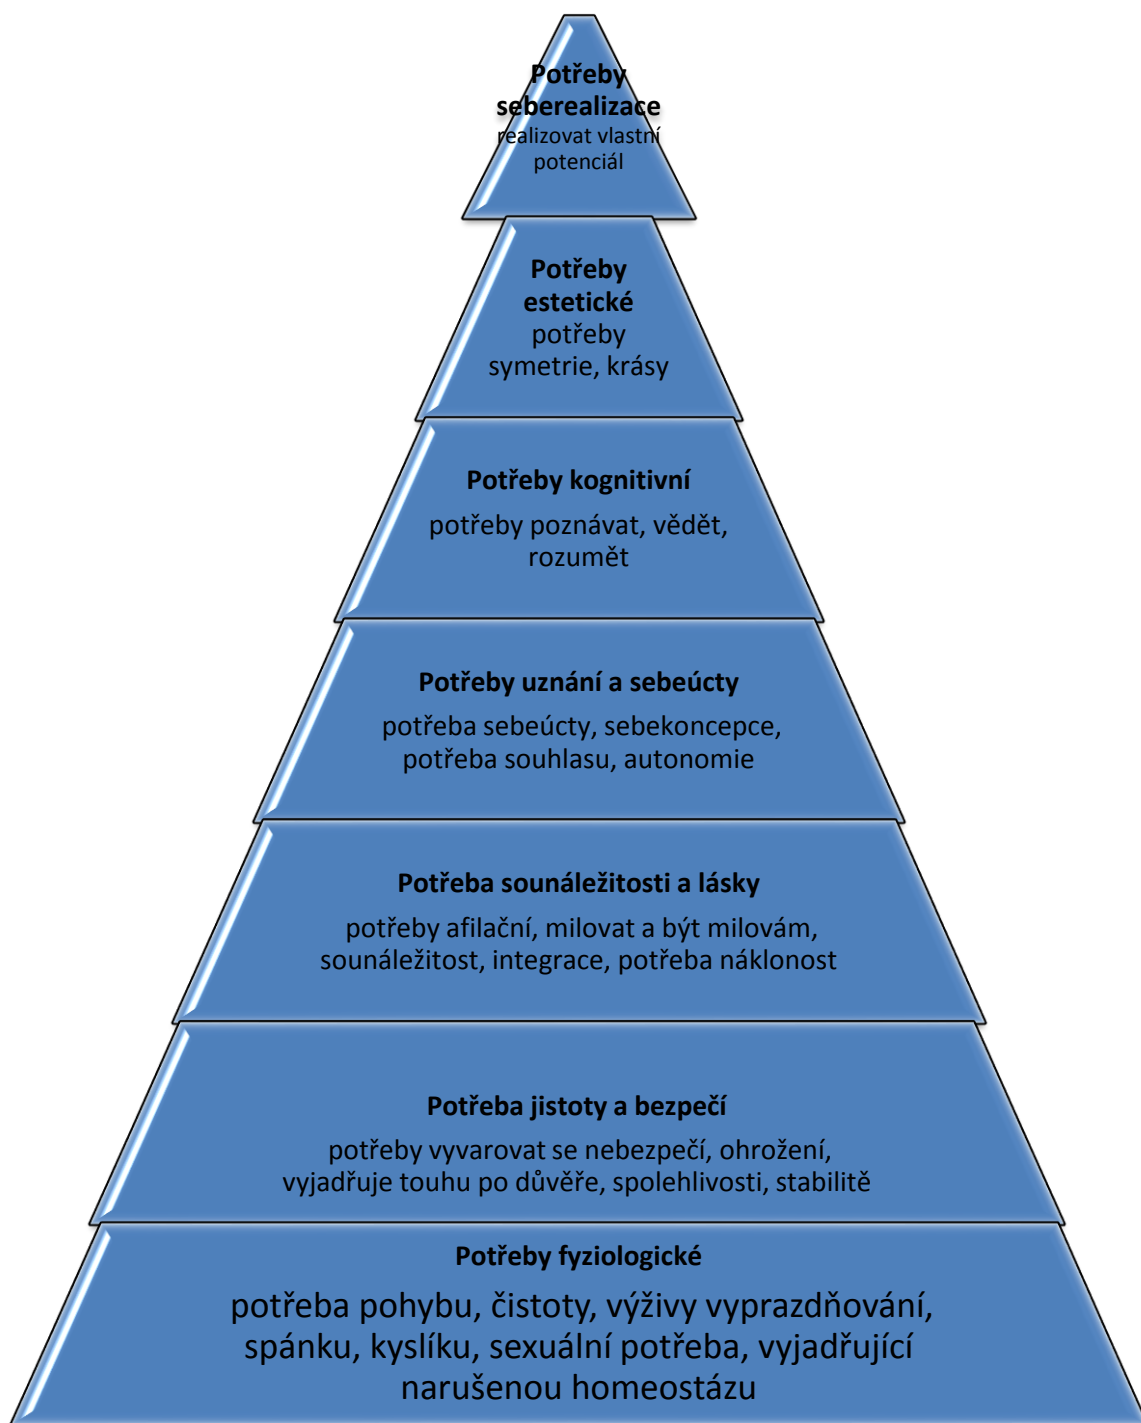 Potřeby
seberealizace
realizovat vlastní
potenciál
Potřeby
estetické
potřeby
symetrie, krásy
Potřeby kognitivní
potřeby poznávat, vědět,
rozumět
Potřeby uznání a sebeúcty
potřeba sebeúcty, sebekoncepce,
potřeba souhlasu, autonomie
Potřeba sounáležitosti a lásky
potřeby afilační, milovat a být milovám,
sounáležitost, integrace, potřeba náklonost
Potřeba jistoty a bezpečí
potřeby vyvarovat se nebezpečí, ohrožení,
vyjadřuje touhu po důvěře, spolehlivosti, stabilitě
Potřeby fyziologické
potřeba pohybu, čistoty, výživy vyprazdňování,
spánku, kyslíku, sexuální potřeba, vyjadřující
narušenou homeostázu